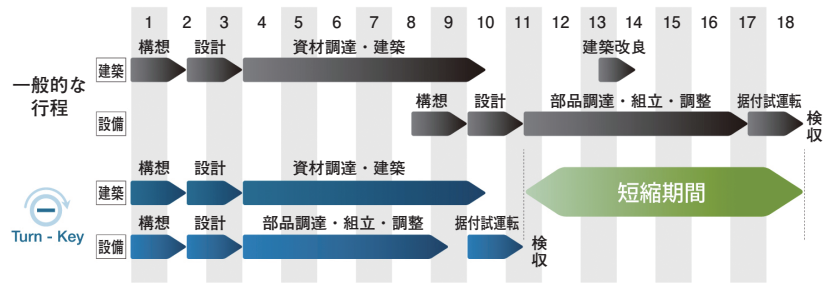 1 2 3 4 5 6 7 8 9 10 11 12 13 14 15 16 17 18
構想 設計 資材調達・建築 建築改良
一般的な
行程
建築
構想 設計 部品調達・組立・調整 据付試運転
設備
検
収
構想 設計 資材調達・建築
建築
短縮期間
Turn - Key
構想 設計 部品調達・組立・調整 据付試運転
設備
検
収